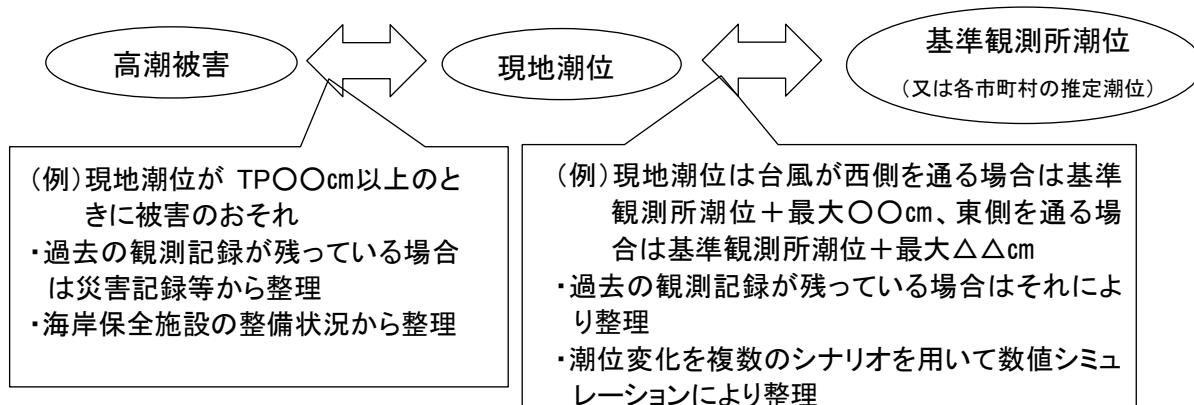 高潮被害
現地潮位
基準観測所潮位
（又は各市町村の推定潮位）
（例）現地潮位が TP〇〇cm以上のと
きに被害のおそれ
・過去の観測記録が残っている場合
は災害記録等から整理
・海岸保全施設の整備状況から整理
（例）現地潮位は台風が西側を通る場合は基準
観測所潮位＋最大〇〇cm、東側を通る場
合は基準観測所潮位＋最大△△cm
・過去の観測記録が残っている場合はそれによ
り整理
・潮位変化を複数のシナリオを用いて数値シミュ
レーションにより整理